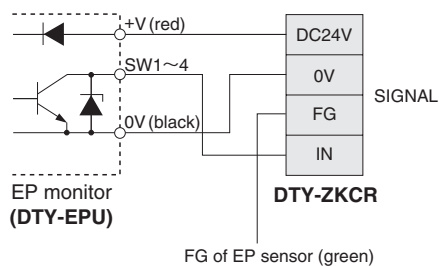 +V (red)
DC24V
SW1～4
0V
SIGNAL
FG
0V (black)
IN
EP monitor
(DTY-EPU)
DTY-ZKCR
FG of EP sensor (green)